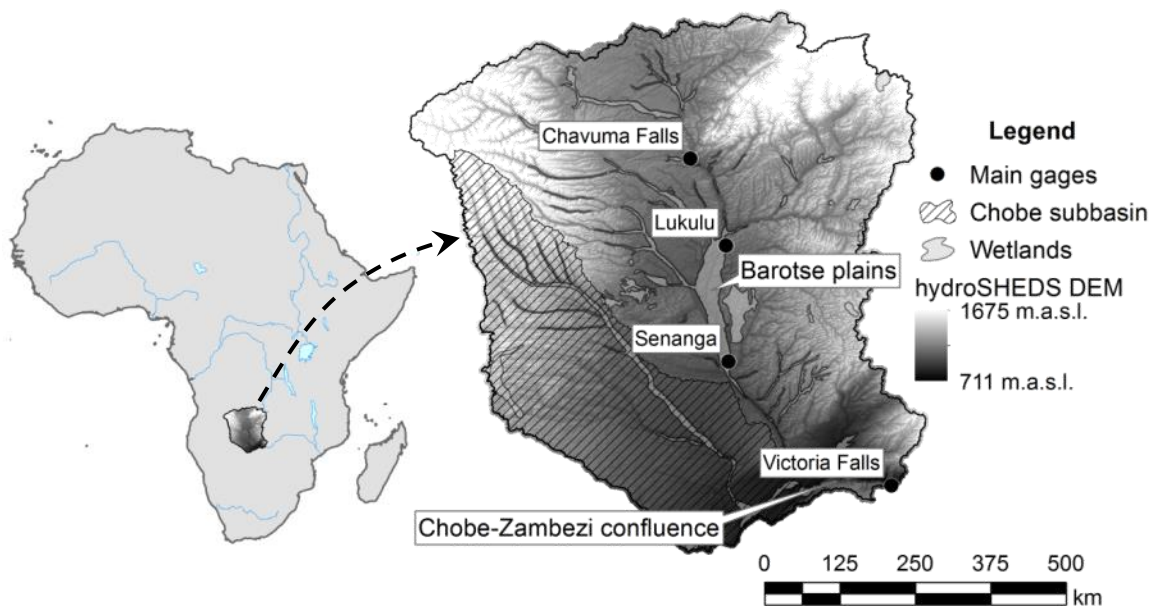 Chavuma Falls
Lukulu
Barotse plains
Senanga
Victoria Falls
Chobe-Zambezi confluence
Legend
Main gages
Chobe subbasin
Wetlands
hydroSHEDS DEM
1675 m.a.s.l.
711 m.a.s.l.
0 125 250 375 500
km